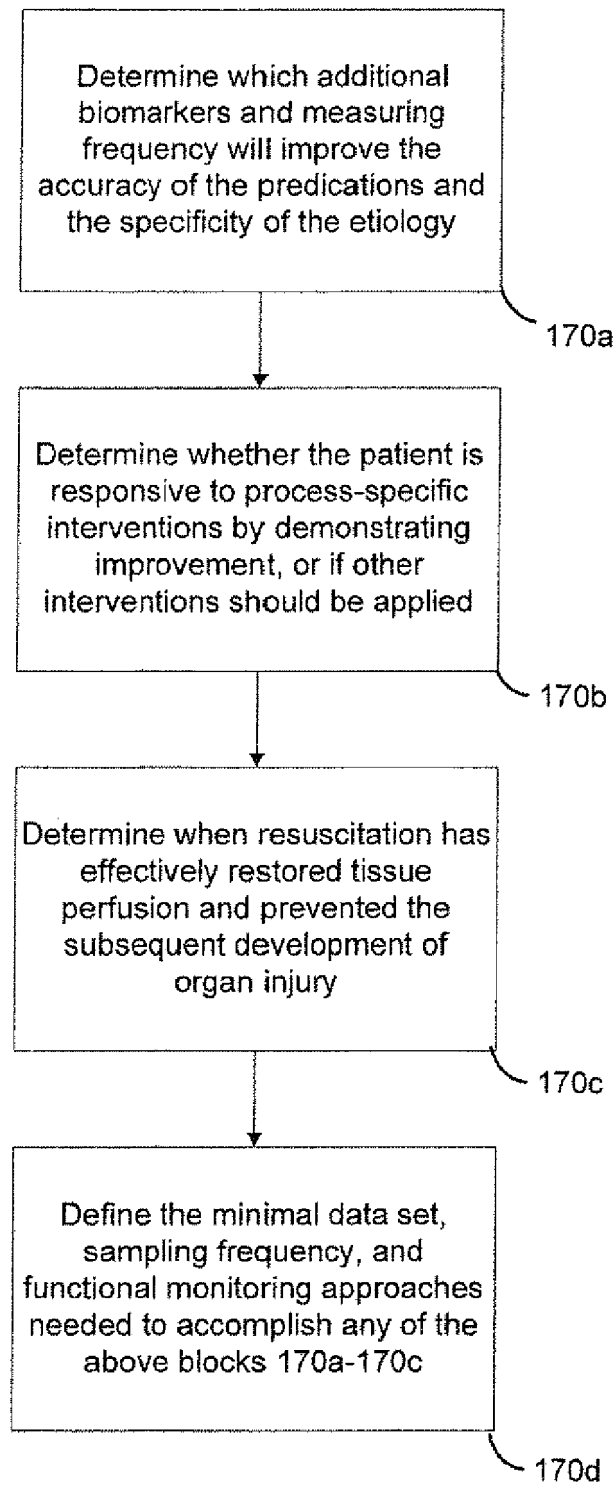 Determine which additional
biomarkers and measuring
frequency will improve the
accuracy of the predications and
the specificity of the etiology
170a
Determine whether the patient is
responsive to process-specific
interventions by demonstrating
improvement, or if other
interventions should be applied
170b
Determine when resuscitation has
effectively restored tissue
perfusion and prevented the
subsequent development of
organ injury
170c
Define the minimal data set,
sampling frequency, and
functional monitoring approaches
needed to accomplish any of the
above blocks 170a-170c
170d